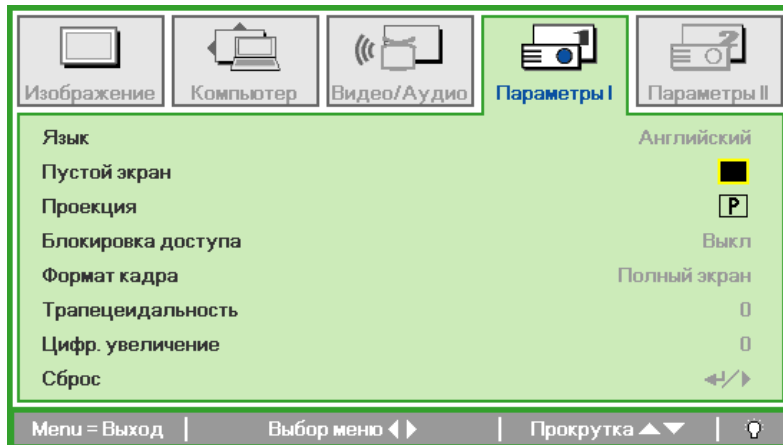 Изображение
Компьютер
Видео/Аудио
Параметры I
Параметры II
Язык Английский
Пустой экран
Проекция P
Блокировка доступа Выкл
Формат кадра Полный экран
Трапецеидальность 0
Цифр. увеличение 0
Сброс
Menu = Выход Выбор меню Прокрутка